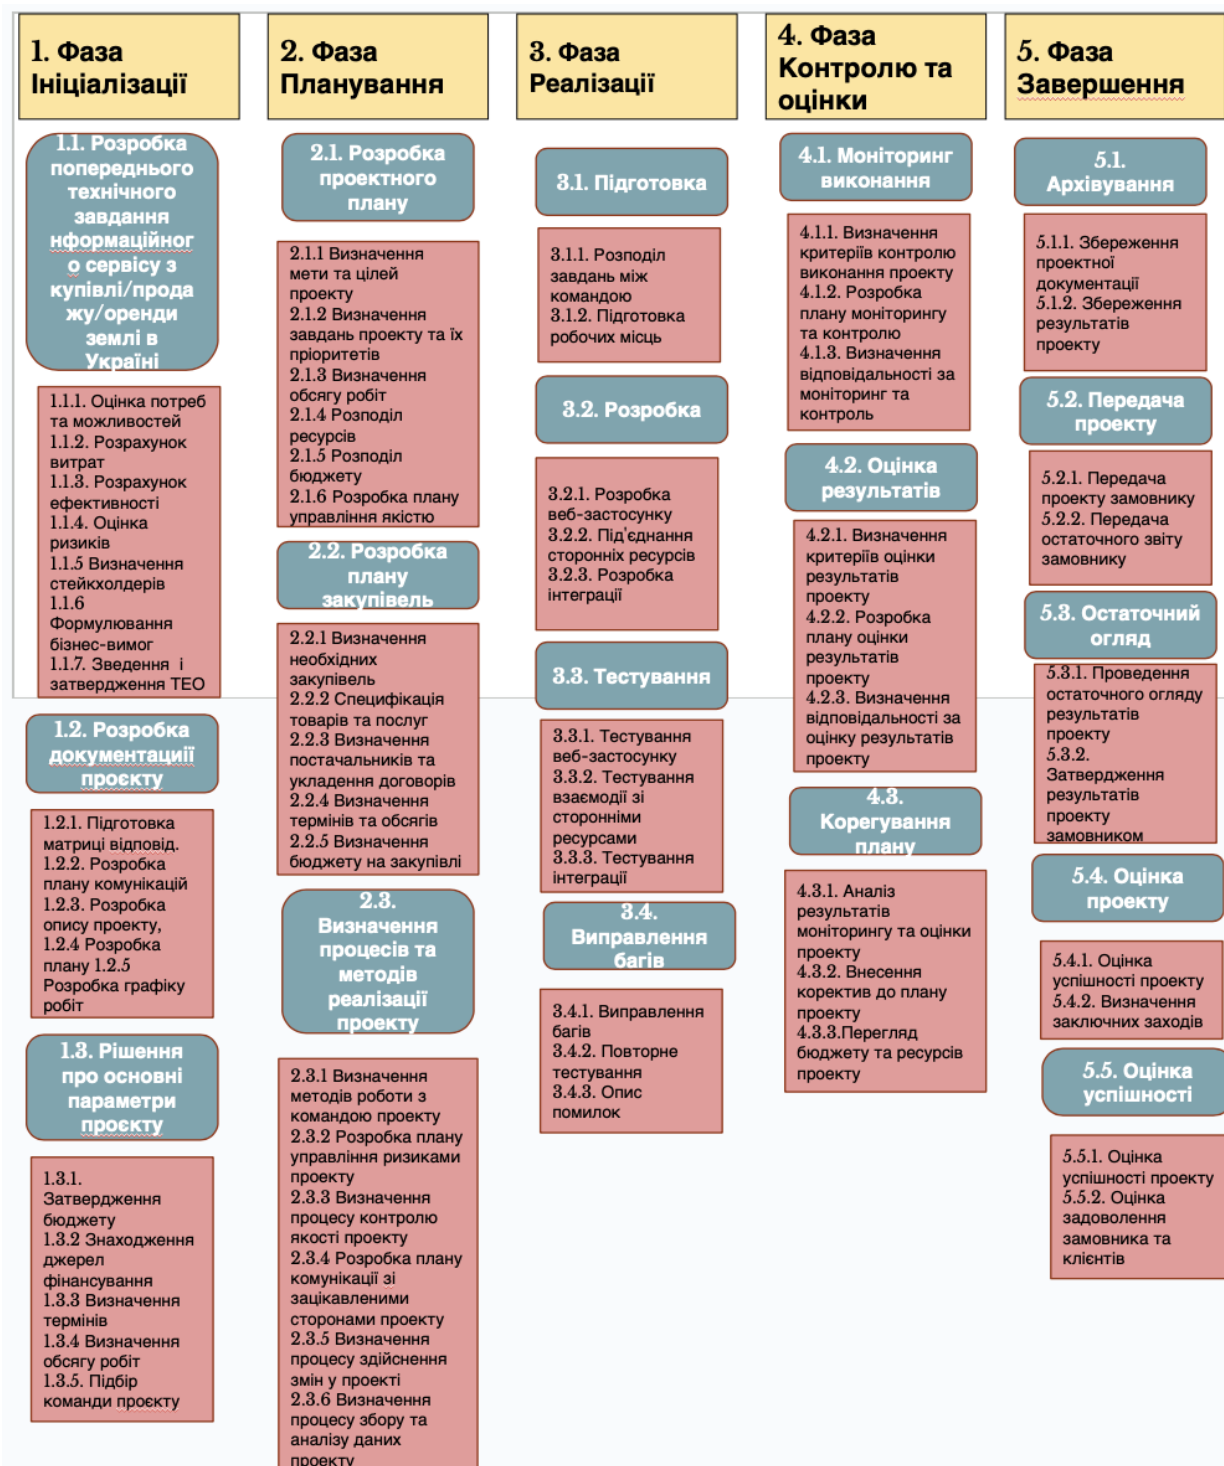 1. Фаза
Ініціалізації
1.1. Розробка
попереднього
технічного
завдання
нформаційног
о сервісу з
купівлі/прода
жу/оренди
землі в
Україні
1.1.1. Оцінка потреб
та можливостей
1.1.2. Розрахунок
витрат
1.1.3. Розрахунок
ефективності
1.1.4. Оцінка
ризиків
1.1.5 Визначення
стейкхолдерів
1.1.6
Формулювання
бізнес-вимог
1.1.7. Зведення і
затвердження ТЕО
1.2. Розробка
документациії
проєкту
1.2.1. Підготовка
матриці відповід.
1.2.2. Розробка
плану комунікацій
1.2.3. Розробка
опису проекту,
1.2.4 Розробка
плану 1.2.5
Розробка графіку
робіт
1.3. Рішення
про основні
параметри
проєкту
1.3.1.
Затвердження
бюджету
1.3.2 Знаходження
джерел
фінансування
1.3.3 Визначення
термінів
1.3.4 Визначення
обсягу робіт
1.3.5. Підбір
команди проєкту
2. Фаза
Планування
2.1. Розробка
проектного
плану
2.1.1 Визначення
мети та цілей
проекту
2.1.2 Визначення
завдань проекту та їх
пріоритетів
2.1.3 Визначення
обсягу робіт
2.1.4 Розподіл
ресурсів
2.1.5 Розподіл
бюджету
2.1.6 Розробка плану
управління якістю
2.2. Розробка
плану
закупівель
2.2.1 Визначення
необхідних
закупівель
2.2.2 Специфікація
товарів та послуг
2.2.3 Визначення
постачальників та
укладення договорів
2.2.4 Визначення
термінів та обсягів
2.2.5 Визначення
бюджету на закупівлі
2.3.
Визначення
процесів та
методів
реалізації
проекту
2.3.1 Визначення
методів роботи з
командою проекту
2.3.2 Розробка плану
управління ризиками
проекту
2.3.3 Визначення
процесу контролю
якості проекту
2.3.4 Розробка плану
комунікації зі
зацікавленими
сторонами проекту
2.3.5 Визначення
процесу здійснення
змін у проекті
2.3.6 Визначення
процесу збору та
аналізу даних
проекту
3. Фаза
Реалізації
3.1. Підготовка
3.1.1. Розподіл
завдань між
командою
3.1.2. Підготовка
робочих місць
3.2. Розробка
3.2.1. Розробка
веб-застосунку
3.2.2. Під'єднання
сторонніх ресурсів
3.2.3. Розробка
інтеграції
3.3. Тестування
3.3.1. Тестування
веб-застосунку
3.3.2. Тестування
взаємодії зі
сторонніми
ресурсами
3.3.3. Тестування
інтеграції
3.4.
Виправлення
багів
3.4.1. Виправлення
багів
3.4.2. Повторне
тестування
3.4.3. Опис
помилок
4. Фаза
Контролю та
оцінки
4.1. Моніторинг
виконання
4.1.1. Визначення
критеріїв контролю
виконання проекту
4.1.2. Розробка
плану моніторингу
та контролю
4.1.3. Визначення
відповідальності за
моніторинг та
контроль
4.2. Оцінка
результатів
4.2.1. Визначення
критеріїв оцінки
результатів
проекту
4.2.2. Розробка
плану оцінки
результатів
проекту
4.2.3. Визначення
відповідальності за
оцінку результатів
проекту
4.3.
Корегування
плану
4.3.1. Аналіз
результатів
моніторингу та оцінки
проекту
4.3.2. Внесення
коректив до плану
проекту
4.3.3.Перегляд
бюджету та ресурсів
проекту
5. Фаза
Завершення
5.1.
Архівування
5.1.1. Збереження
проектної
документації
5.1.2. Збереження
результатів
проекту
5.2. Передача
проекту
5.2.1. Передача
проекту замовнику
5.2.2. Передача
остаточного звіту
замовнику
5.3. Остаточний
огляд
5.3.1. Проведення
остаточного огляду
результатів
проекту
5.3.2.
Затвердження
результатів
проекту
замовником
5.4. Оцінка
проекту
5.4.1. Оцінка
успішності проекту
5.4.2. Визначення
заключних заходів
5.5. Оцінка
успішності
5.5.1. Оцінка
успішності проекту
5.5.2. Оцінка
задоволення
замовника та
клієнтів